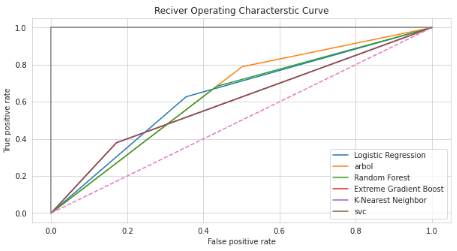 Reciver Operating Characterstic Curve
True positive rate
1.0
0.8
0.6
0.4
0.2
0.0
Logistic Regression
arbol
Random Forest
Extreme Gradient Boost
K-Nearest Neighbor
svc
0.0 0.2 0.4 0.6 0.8 1.0
False positive rate